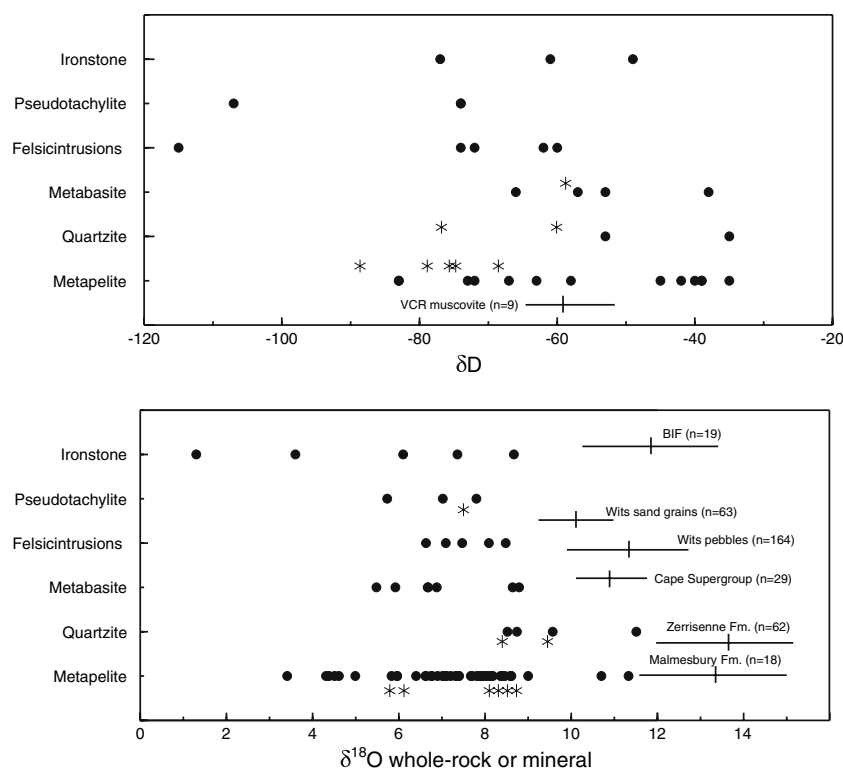 Ironstone
Pseudotachylite
Felsicintrusions
Metabasite
Quartzite
Metapelite
VCR muscovite (n=9)
-120 -100 -80 -60 -40 -20
δD
Ironstone
Pseudotachylite
Felsicintrusions
Metabasite
Quartzite
Metapelite
BIF (n=19)
Wits sand grains (n=63)
Wits pebbles (n=164)
Cape Supergroup (n=29)
Zerrisenne Fm. (n=62)
Malmesbury Fm. (n=18)
0 2 4 6 8 10 12 14
δ¹⁸O whole-rock or mineral